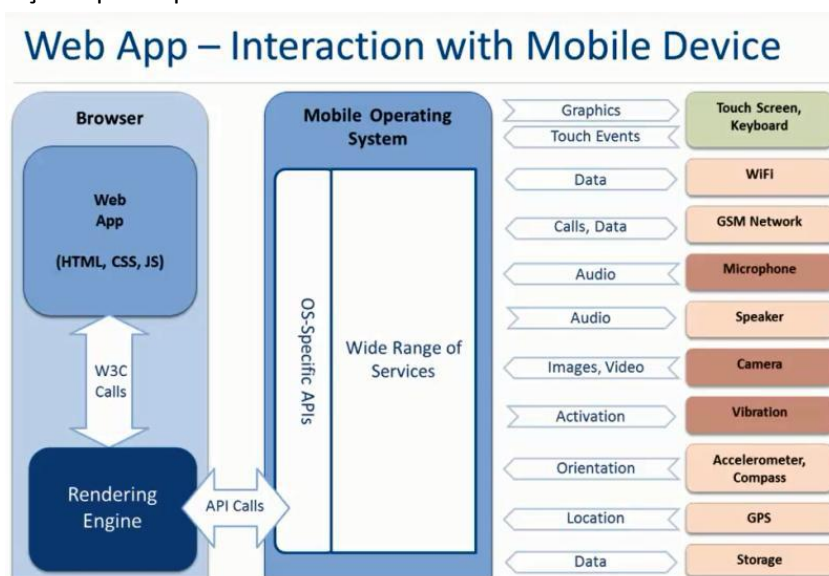 Web App – Interaction with Mobile Device
Browser
Web
App
(HTML, CSS, JS)
W3C
Calls
Rendering
Engine
API Calls
Mobile Operating
System
OS-Specific APIs
Wide Range of
Services
Graphics
Touch Events
Touch Screen,
Keyboard
Data
WiFi
Calls, Data
GSM Network
Audio
Microphone
Audio
Speaker
Images, Video
Camera
Activation
Vibration
Orientation
Accelerometer,
Compass
Location
GPS
Data
Storage